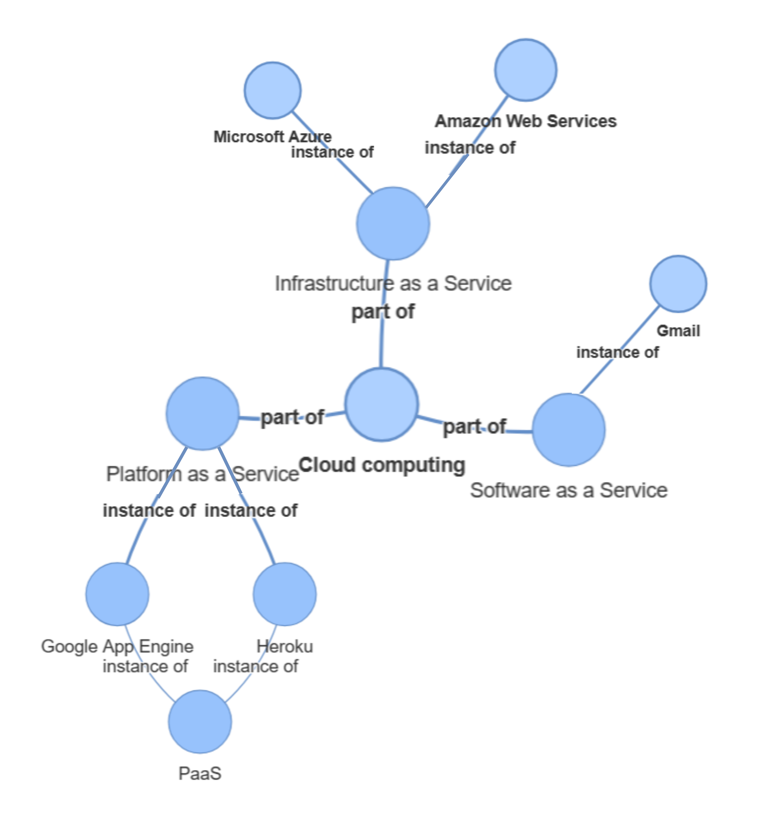 Microsoft Azure
instance of
Amazon Web Services
instance of
Infrastructure as a Service
part of
Gmail
instance of
part of
part of
Cloud computing
Platform as a Service
Software as a Service
instance of
instance of
Google App Engine
instance of
Heroku
instance of
PaaS